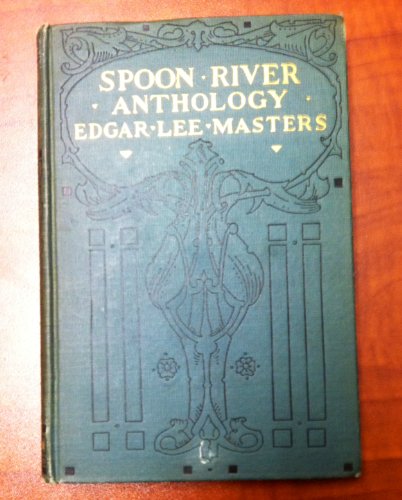 SPOON · RIVER
· ANTHOLOGY ·
EDGAR · LEE · MASTERS